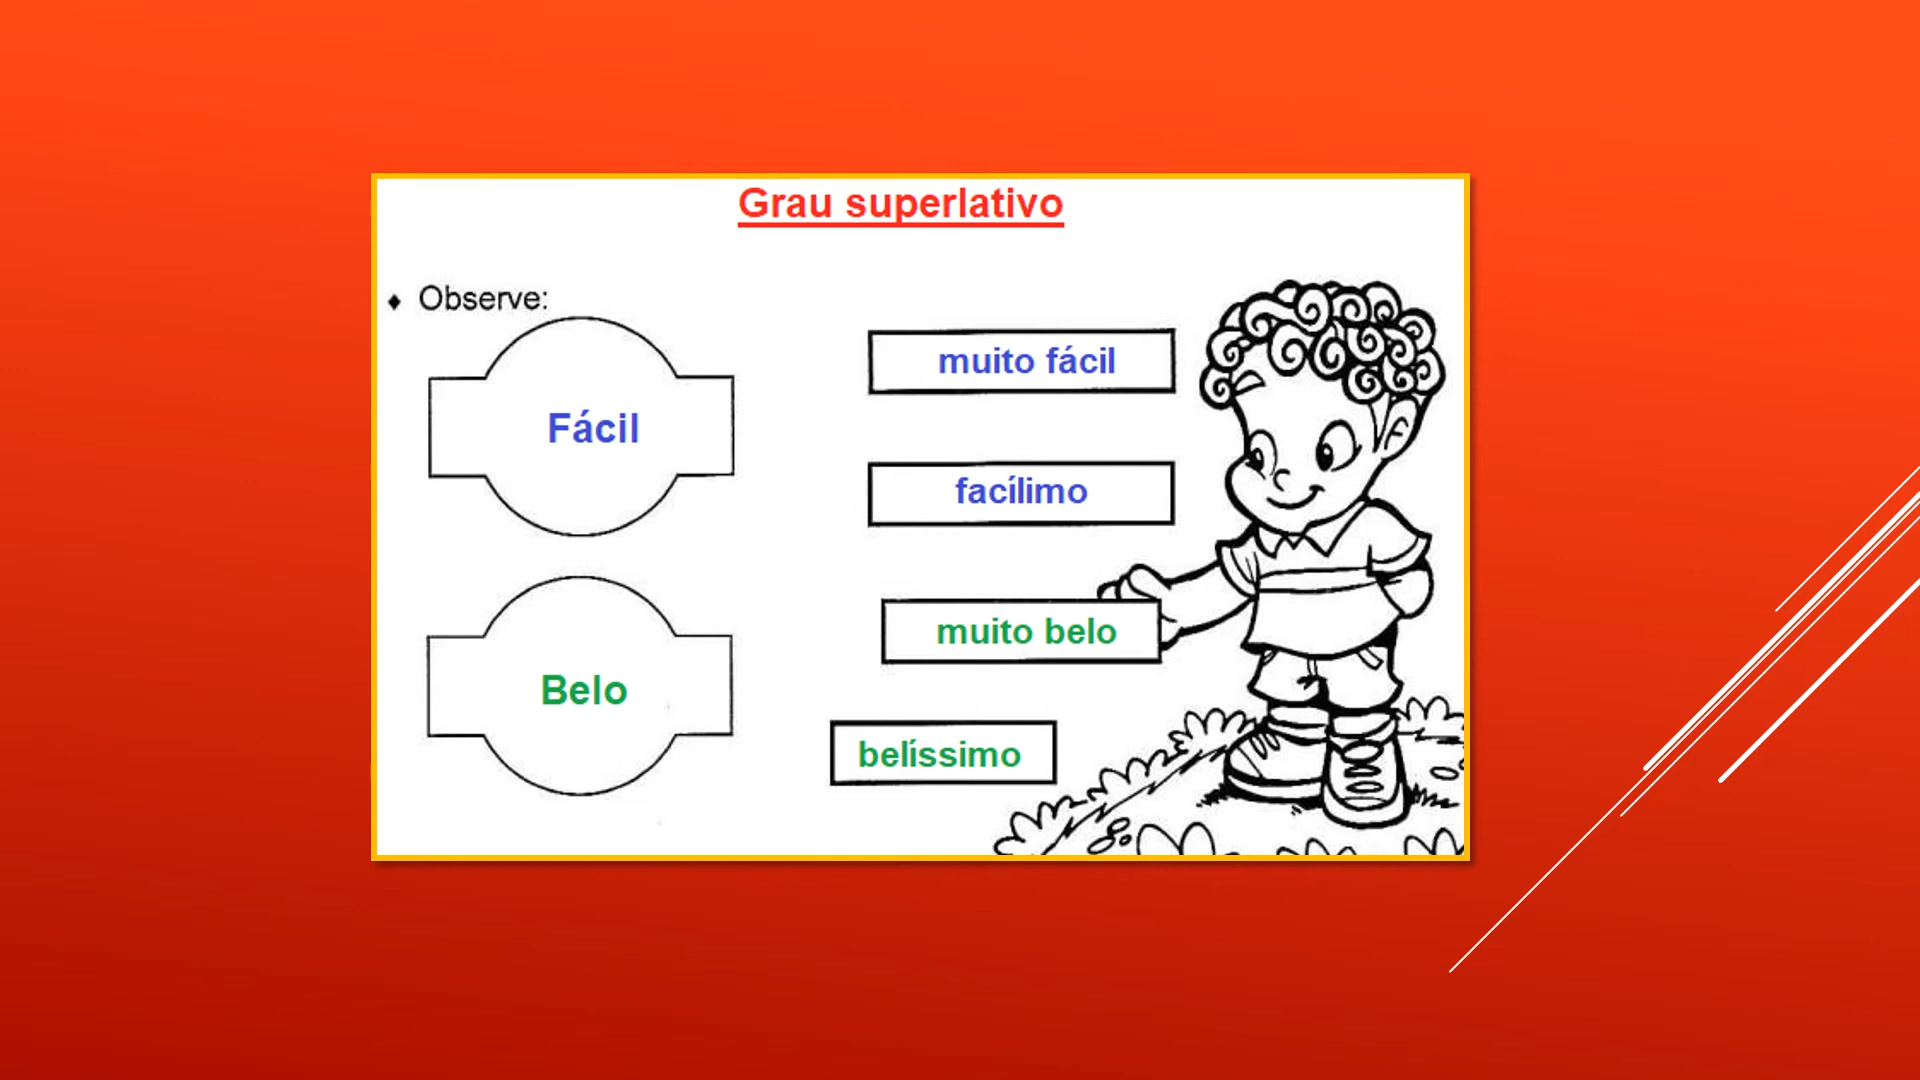 Grau superlativo
♦ Observe:
Fácil
muito fácil
facílimo
Belo
muito belo
belíssimo